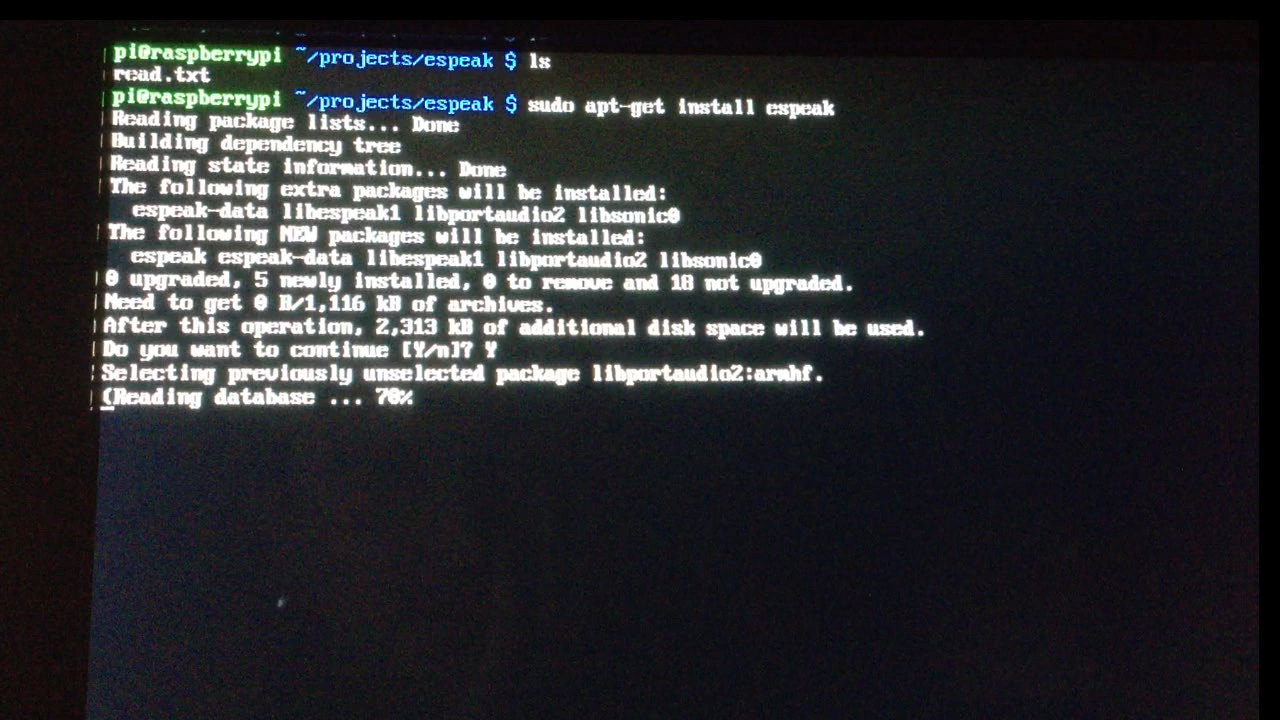 pi@raspberrypi ~/projects/espeak $ ls
read.txt
pi@raspberrypi ~/projects/espeak $ sudo apt-get install espeak
Reading package lists... Done
Building dependency tree
Reading state information... Done
The following extra packages will be installed:
espeak-data libespeak1 libportaudio2 libsonic0
The following NEW packages will be installed:
espeak espeak-data libespeak1 libportaudio2 libsonic0
0 upgraded, 5 newly installed, 0 to remove and 18 not upgraded.
Need to get 0 B/1,116 kB of archives.
After this operation, 2,313 kB of additional disk space will be used.
Do you want to continue [Y/n]? Y
Selecting previously unselected package libportaudio2:armhf.
(Reading database ... 70%